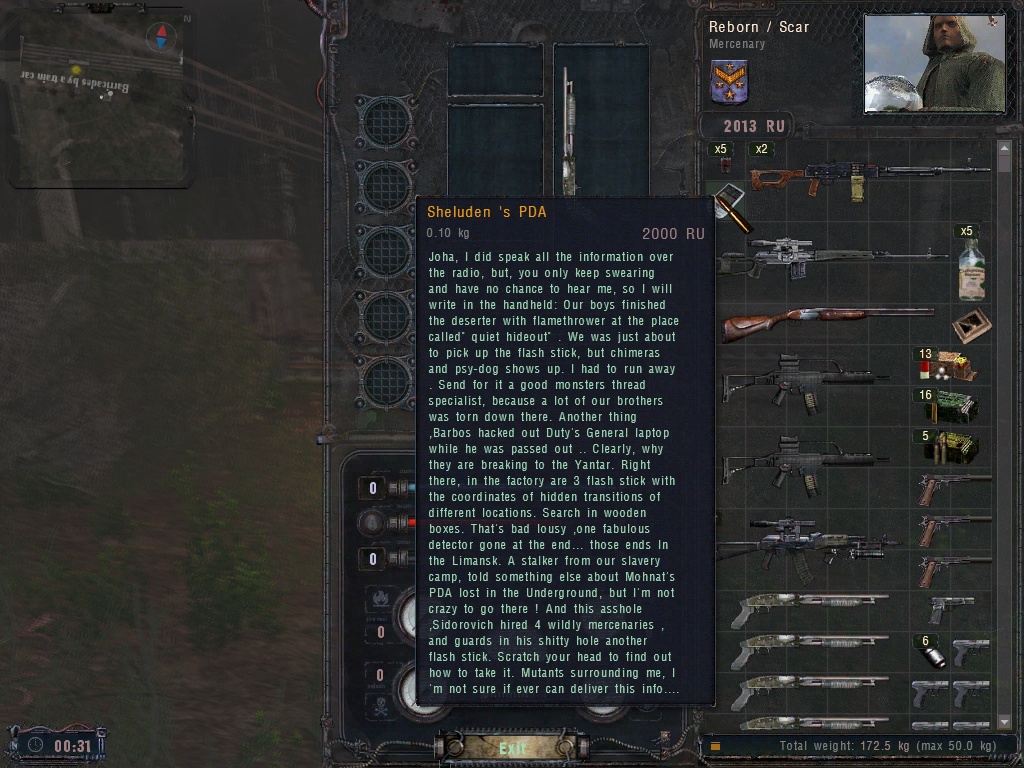 N
Barricades by a train car
Reborn / Scar
Mercenary
2013 RU
x5
x2
Sheluden 's PDA
0.10 kg
2000 RU
Joha, I did speak all the information over
the radio, but, you only keep swearing
and have no chance to hear me, so I will
write in the handheld: Our boys finished
the deserter with flamethrower at the place
called" quiet hideout" . We was just about
to pick up the flash stick, but chimeras
and psy-dog shows up. I had to run away
. Send for it a good monsters thread
specialist, because a lot of our brothers
was torn down there. Another thing
,Barbos hacked out Duty's General laptop
while he was passed out .. Clearly, why
they are breaking to the Yantar. Right
there, in the factory are 3 flash stick with
the coordinates of hidden transitions of
different locations. Search in wooden
boxes. That's bad lousy ,one fabulous
detector gone at the end... those ends In
the Limansk. A stalker from our slavery
camp, told something else about Mohnat's
PDA lost in the Underground, but I'm not
crazy to go there ! And this asshole
,Sidorovich hired 4 wildly mercenaries ,
and guards in his shitty hole another
flash stick. Scratch your head to find out
how to take it. Mutants surrounding me, I
'm not sure if ever can deliver this info....
x5
13
16
5
6
0
0
0
0
00:31
Exit
Total weight: 172.5 kg (max 50.0 kg)